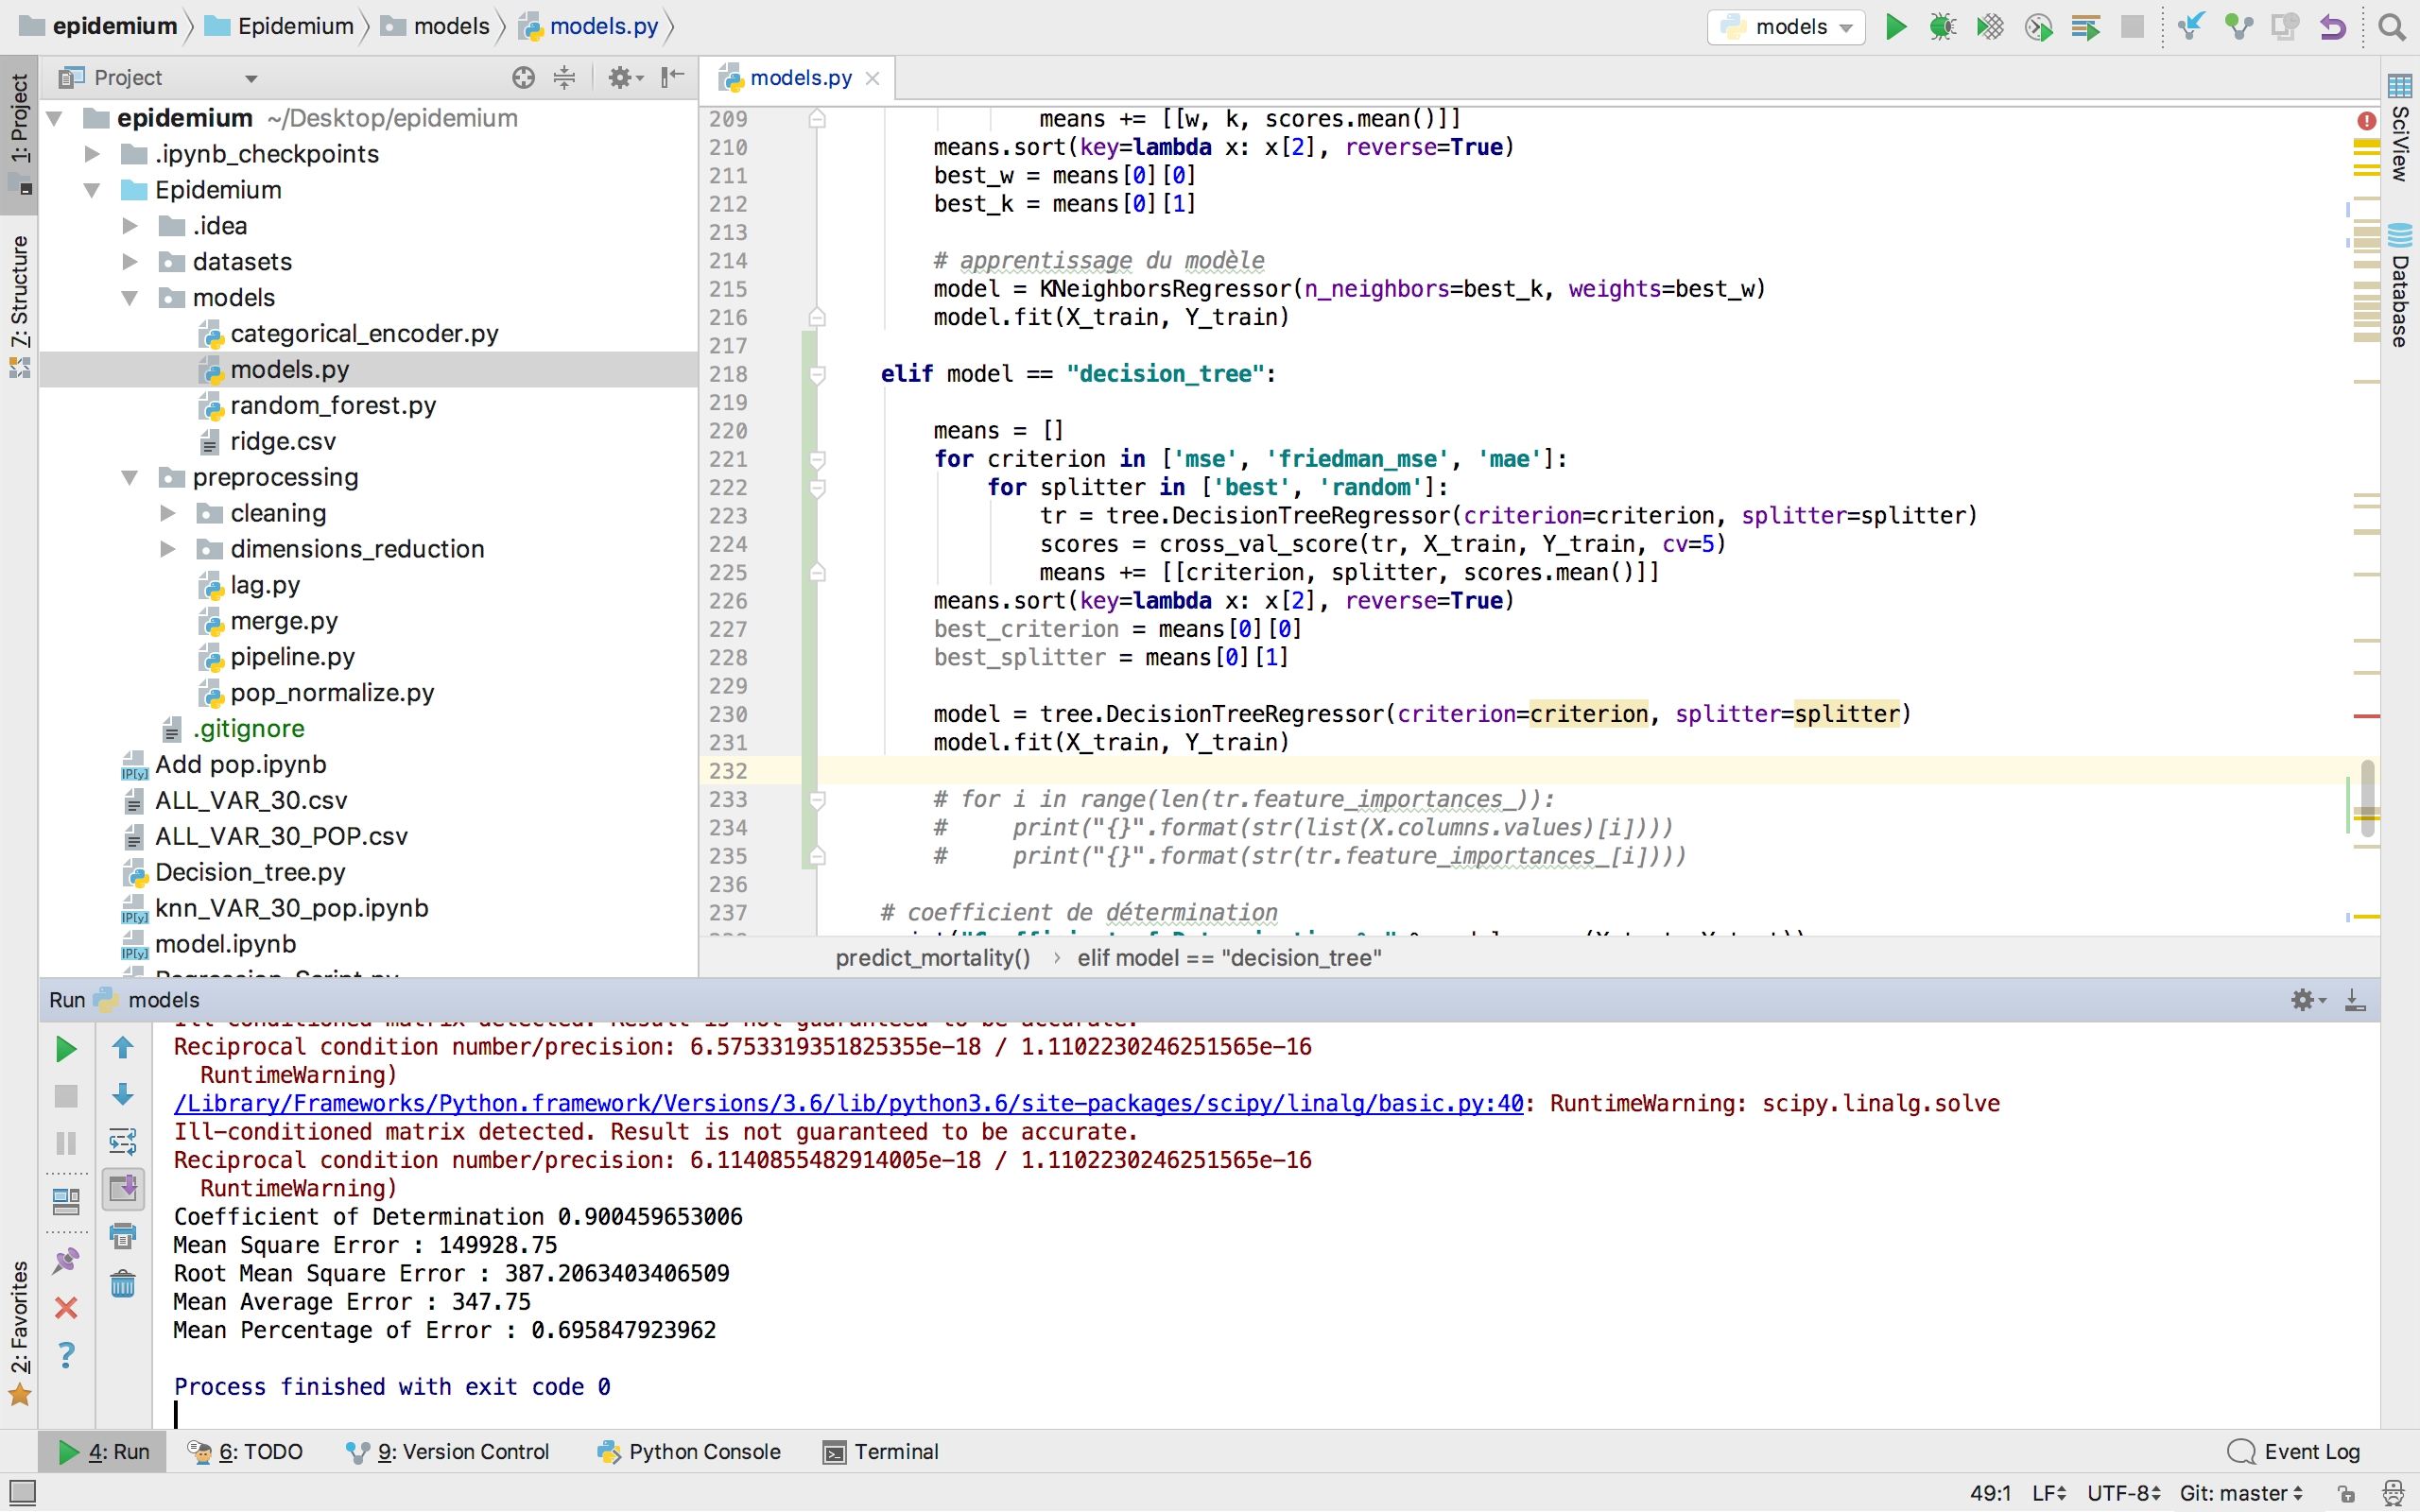 epidemium Epidemium models models.py
models
1: Project
7: Structure
2: Favorites
Project
epidemium ~/Desktop/epidemium
.ipynb_checkpoints
Epidemium
.idea
datasets
models
categorical_encoder.py
models.py
random_forest.py
ridge.csv
preprocessing
cleaning
dimensions_reduction
lag.py
merge.py
pipeline.py
pop_normalize.py
.gitignore
Add pop.ipynb
ALL_VAR_30.csv
ALL_VAR_30_POP.csv
Decision_tree.py
knn_VAR_30_pop.ipynb
model.ipynb
Regression_Script.py
models.py
209 means += [[w, k, scores.mean()]]
210 means.sort(key=lambda x: x[2], reverse=True)
211 best_w = means[0][0]
212 best_k = means[0][1]
213
214 # apprentissage du modèle
215 model = KNeighborsRegressor(n_neighbors=best_k, weights=best_w)
216 model.fit(X_train, Y_train)
217
218 elif model == "decision_tree":
219
220 means = []
221 for criterion in ['mse', 'friedman_mse', 'mae']:
222 for splitter in ['best', 'random']:
223 tr = tree.DecisionTreeRegressor(criterion=criterion, splitter=splitter)
224 scores = cross_val_score(tr, X_train, Y_train, cv=5)
225 means += [[criterion, splitter, scores.mean()]]
226 means.sort(key=lambda x: x[2], reverse=True)
227 best_criterion = means[0][0]
228 best_splitter = means[0][1]
229
230 model = tree.DecisionTreeRegressor(criterion=criterion, splitter=splitter)
231 model.fit(X_train, Y_train)
232
233 # for i in range(len(tr.feature_importances_)):
234 # print("{}".format(str(list(X.columns.values)[i])))
235 # print("{}".format(str(tr.feature_importances_[i])))
236
237 # coefficient de détermination
predict_mortality() › elif model == "decision_tree"
SciView
Database
Run models
Ill-conditioned matrix detected. Result is not guaranteed to be accurate.
Reciprocal condition number/precision: 6.5753319351825355e-18 / 1.1102230246251565e-16
RuntimeWarning)
/Library/Frameworks/Python.framework/Versions/3.6/lib/python3.6/site-packages/scipy/linalg/basic.py:40: RuntimeWarning: scipy.linalg.solve
Ill-conditioned matrix detected. Result is not guaranteed to be accurate.
Reciprocal condition number/precision: 6.1140855482914005e-18 / 1.1102230246251565e-16
RuntimeWarning)
Coefficient of Determination 0.900459653006
Mean Square Error : 149928.75
Root Mean Square Error : 387.2063403406509
Mean Average Error : 347.75
Mean Percentage of Error : 0.695847923962
Process finished with exit code 0
4: Run 6: TODO 9: Version Control Python Console Terminal Event Log
49:1 LF UTF-8 Git: master